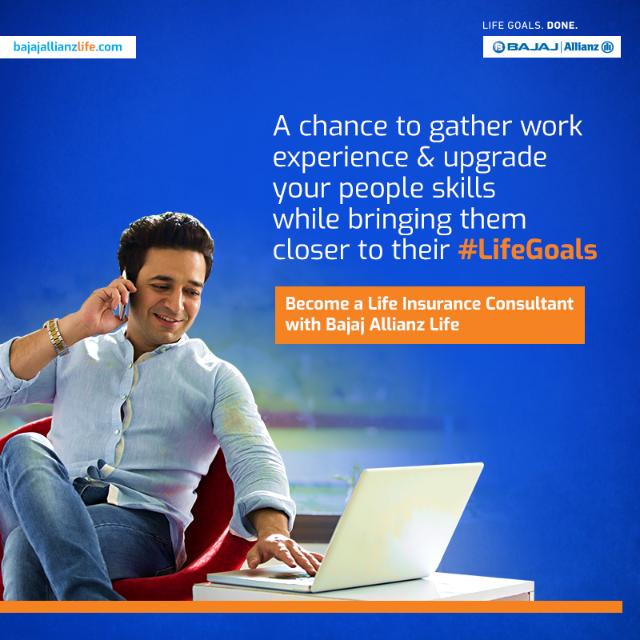 LIFE GOALS. DONE.
bajajallianzlife.com
BAJAJ | Allianz
A chance to gather work
experience & upgrade
your people skills
while bringing them
closer to their #LifeGoals
Become a Life Insurance Consultant
with Bajaj Allianz Life